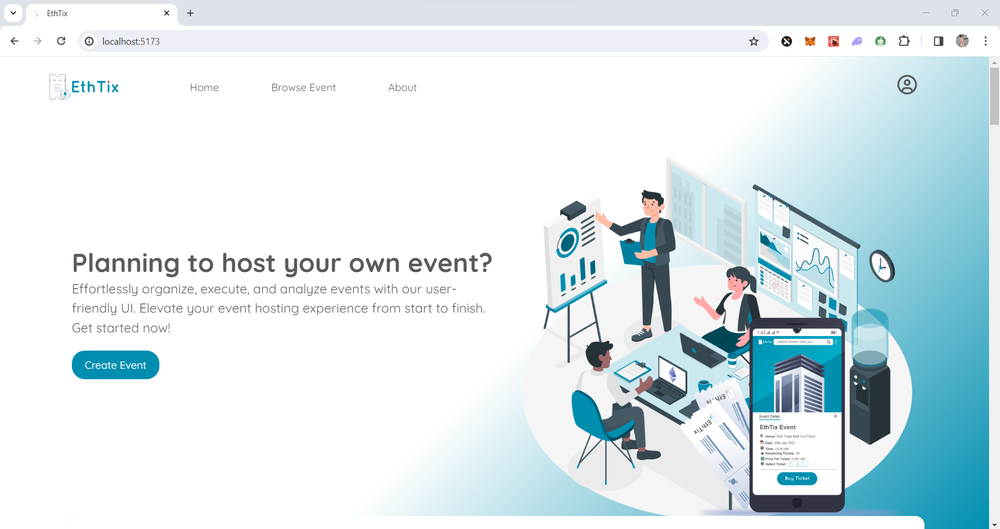 EthTix
localhost:5173
EthTix
Home
Browse Event
About
Planning to host your own event?
Effortlessly organize, execute, and analyze events with our user-
friendly UI. Elevate your event hosting experience from start to finish.
Get started now!
Create Event
EthTix
EthTix
1:42
EthTix
search events near you
Event Detail
EthTix Event
Venue: BnB Trade Mall (3rd Floor)
Date: 25th July 2021
Time: 10:00 AM
Remaining Tickets: 50
Price Per Ticket: 0.001 eth
Select Ticket: + 5 -
Buy Ticket